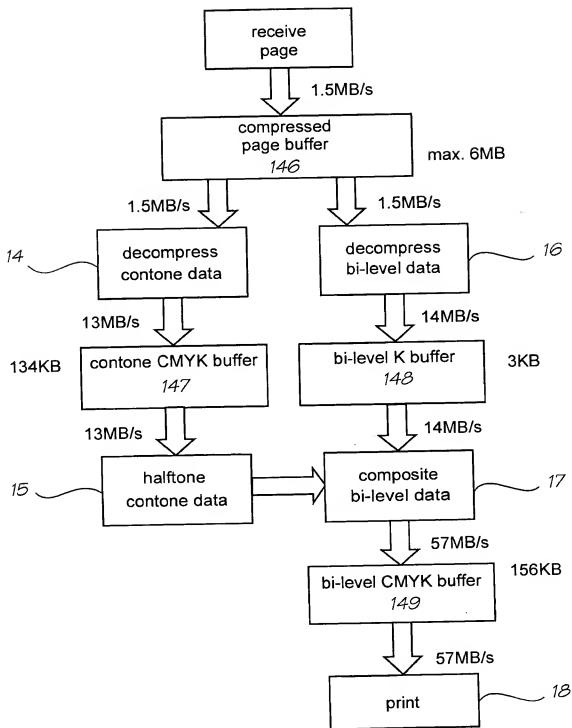 receive
page
1.5MB/s
compressed
page buffer
146
max. 6MB
1.5MB/s
1.5MB/s
14
decompress
contone data
decompress
bi-level data
16
13MB/s
14MB/s
134KB
contone CMYK buffer
147
bi-level K buffer
148
3KB
13MB/s
14MB/s
15
halftone
contone data
composite
bi-level data
17
57MB/s
bi-level CMYK buffer
149
156KB
57MB/s
print
18